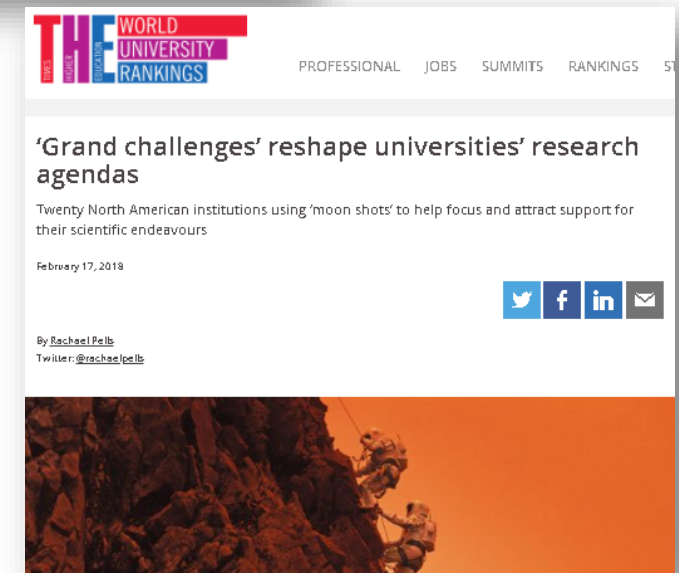 TIMES HIGHER EDUCATION
WORLD
UNIVERSITY
RANKINGS
PROFESSIONAL JOBS SUMMITS RANKINGS
‘Grand challenges’ reshape universities’ research
agendas
Twenty North American institutions using ‘moon shots’ to help focus and attract support for
their scientific endeavours
February 17, 2018
By Rachael Pells
Twitter: @rachaelpells